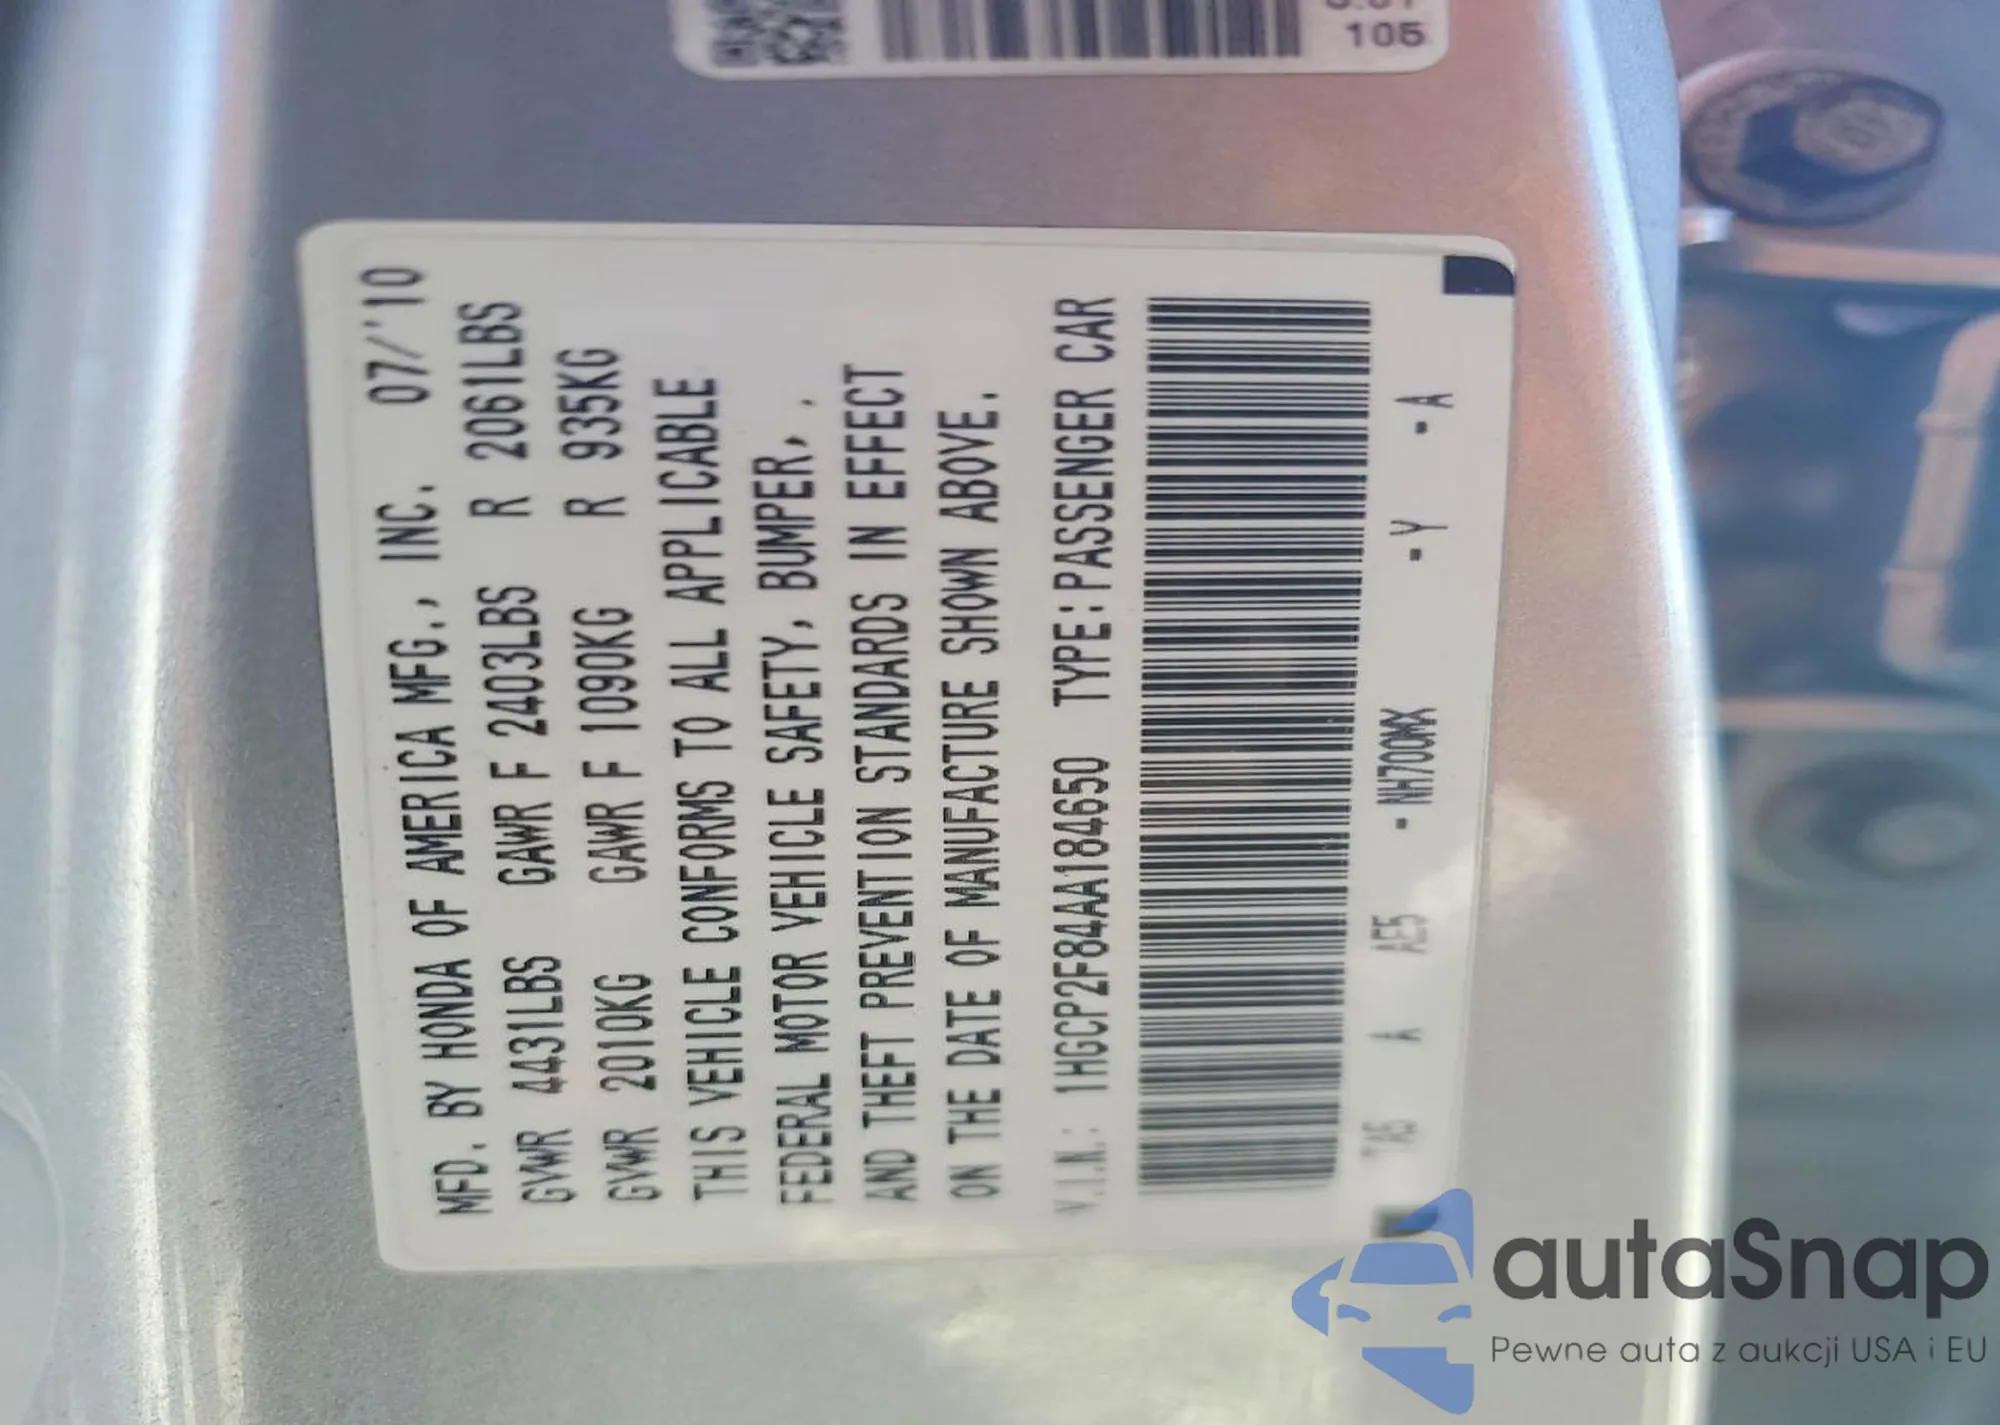 105
MFD. BY HONDA OF AMERICA MFG., INC. 07/'10
GVWR 4431LBS GAWR F 2403LBS R 2061LBS
GVWR 2010KG GAWR F 1090KG R 935KG
THIS VEHICLE CONFORMS TO ALL APPLICABLE
FEDERAL MOTOR VEHICLE SAFETY, BUMPER, .
AND THEFT PREVENTION STANDARDS IN EFFECT
ON THE DATE OF MANUFACTURE SHOWN ABOVE.
V.I.N.: 1HGCP2F84AA184650 TYPE:PASSENGER CAR
TA5 A AE5 -NH700MX -Y -A
autaSnap
Pewne auta z aukcji USA i EU